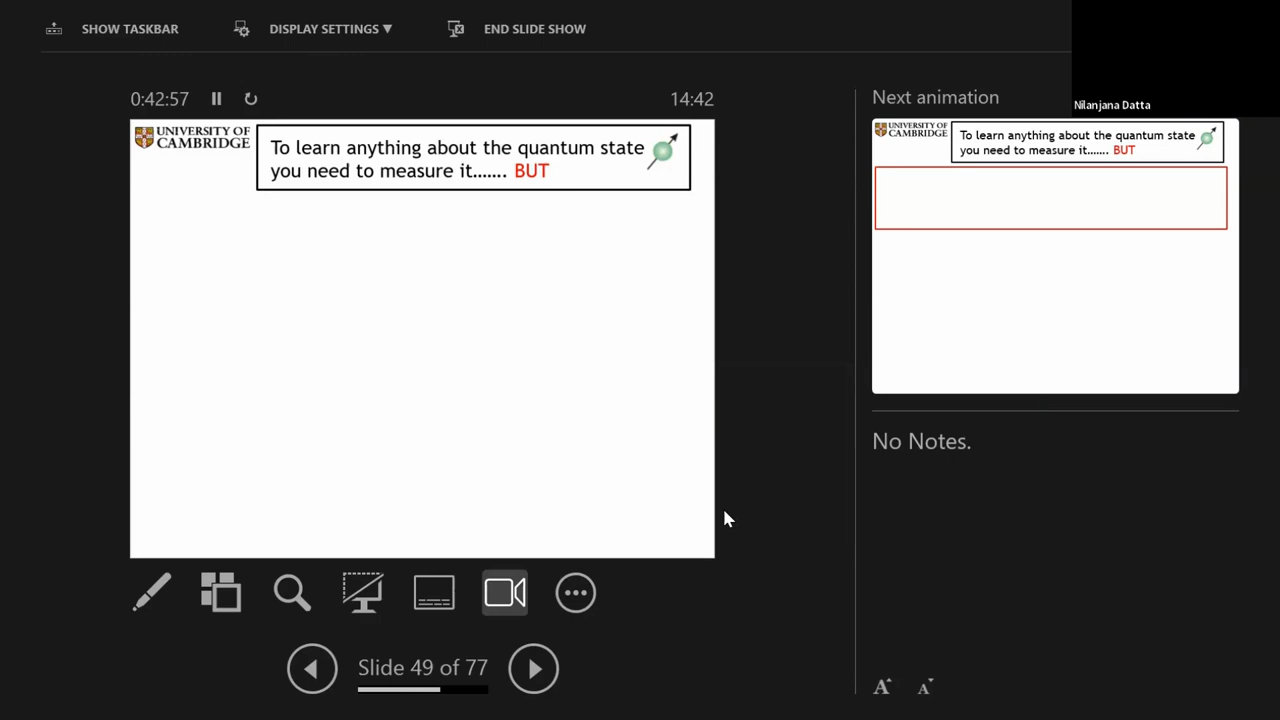 SHOW TASKBAR
DISPLAY SETTINGS ▼
END SLIDE SHOW
0:42:57
14:42
UNIVERSITY OF
CAMBRIDGE
To learn anything about the quantum state
you need to measure it....... BUT
Slide 49 of 77
Next animation
Nilanjana Datta
UNIVERSITY OF
CAMBRIDGE
To learn anything about the quantum state
you need to measure it....... BUT
No Notes.
A A